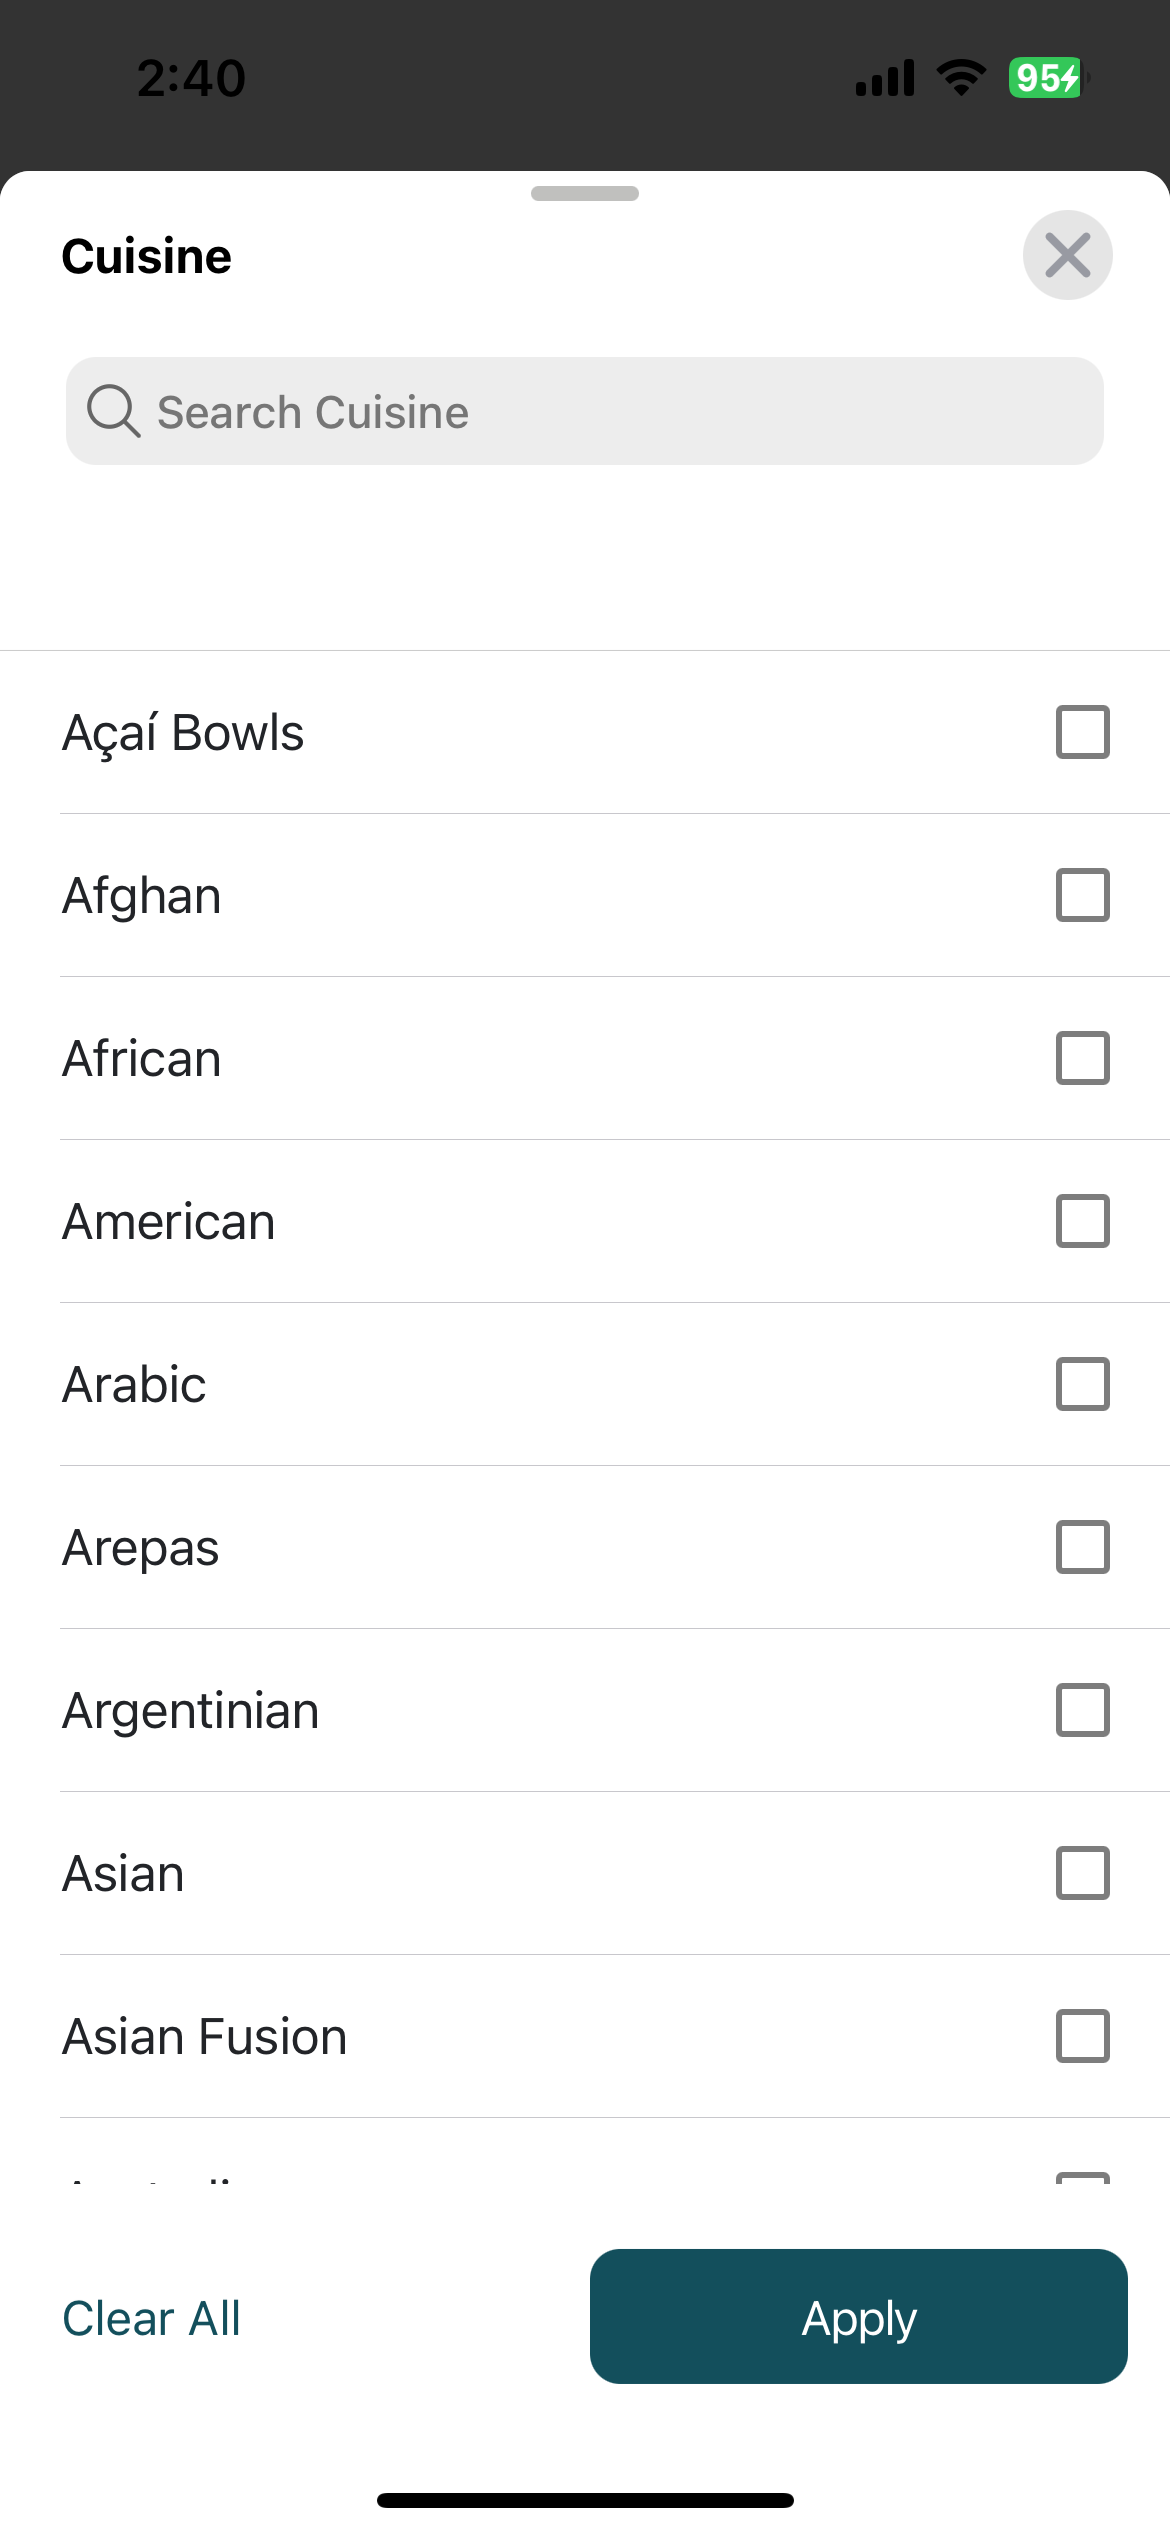 2:40
95
Cuisine
Search Cuisine
Açaí Bowls
Afghan
African
American
Arabic
Arepas
Argentinian
Asian
Asian Fusion
Clear All
Apply